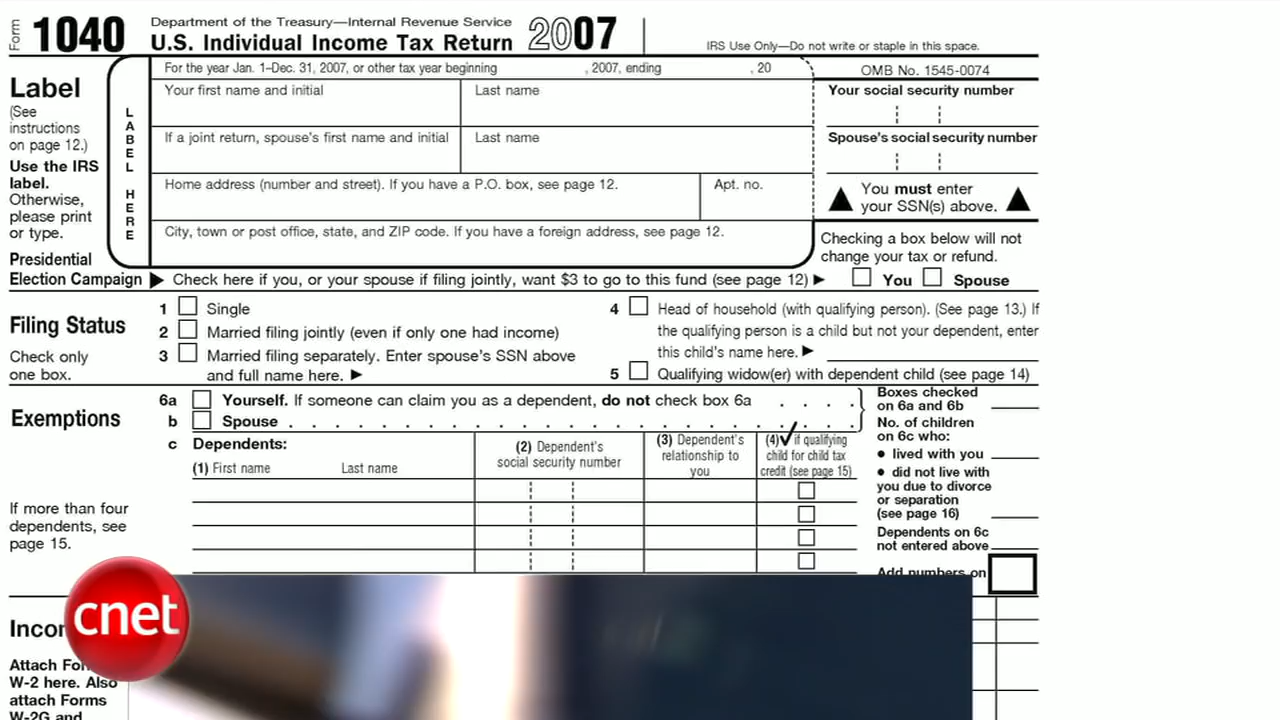 Form 1040 Department of the Treasury—Internal Revenue Service
U.S. Individual Income Tax Return 2007
IRS Use Only—Do not write or staple in this space.
Label
(See
instructions
on page 12.)
Use the IRS
label.
Otherwise,
please print
or type.
LABEL HERE
For the year Jan. 1–Dec. 31, 2007, or other tax year beginning , 2007, ending , 20
OMB No. 1545-0074
Your first name and initial Last name
Your social security number
If a joint return, spouse's first name and initial Last name
Spouse's social security number
Home address (number and street). If you have a P.O. box, see page 12. Apt. no.
▲ You must enter ▲
your SSN(s) above.
City, town or post office, state, and ZIP code. If you have a foreign address, see page 12.
Checking a box below will not
change your tax or refund.
Presidential
Election Campaign ▶ Check here if you, or your spouse if filing jointly, want $3 to go to this fund (see page 12) ▶ You Spouse
Filing Status
Check only
one box.
1 Single
2 Married filing jointly (even if only one had income)
3 Married filing separately. Enter spouse's SSN above
and full name here. ▶
4 Head of household (with qualifying person). (See page 13.) If
the qualifying person is a child but not your dependent, enter
this child's name here. ▶
5 Qualifying widow(er) with dependent child (see page 14)
Exemptions
6a Yourself. If someone can claim you as a dependent, do not check box 6a . . . .
b Spouse . . . . . . . . . . . . . . . . . . . .
c Dependents:
(1) First name Last name
(2) Dependent's
social security number
(3) Dependent's
relationship to
you
(4) ✓ if qualifying
child for child tax
credit (see page 15)
If more than four
dependents, see
page 15.
Boxes checked
on 6a and 6b
No. of children
on 6c who:
● lived with you
● did not live with
you due to divorce
or separation
(see page 16)
Dependents on 6c
not entered above
Add numbers on
cnet
Incom
Attach For
W-2 here. Also
attach Forms
W-2G and